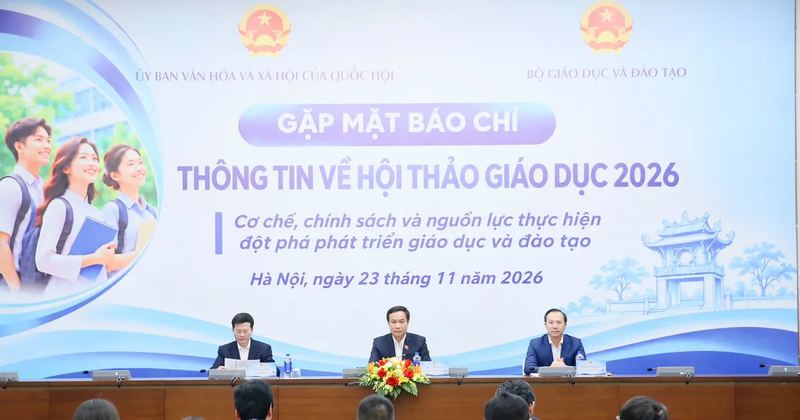 ỦY BAN VĂN HÓA VÀ XÃ HỘI CỦA QUỐC HỘI
BỘ GIÁO DỤC VÀ ĐÀO TẠO
GẶP MẶT BÁO CHÍ
THÔNG TIN VỀ HỘI THẢO GIÁO DỤC 2026
Cơ chế, chính sách và nguồn lực thực hiện
đột phá phát triển giáo dục và đào tạo
Hà Nội, ngày 23 tháng 11 năm 2026